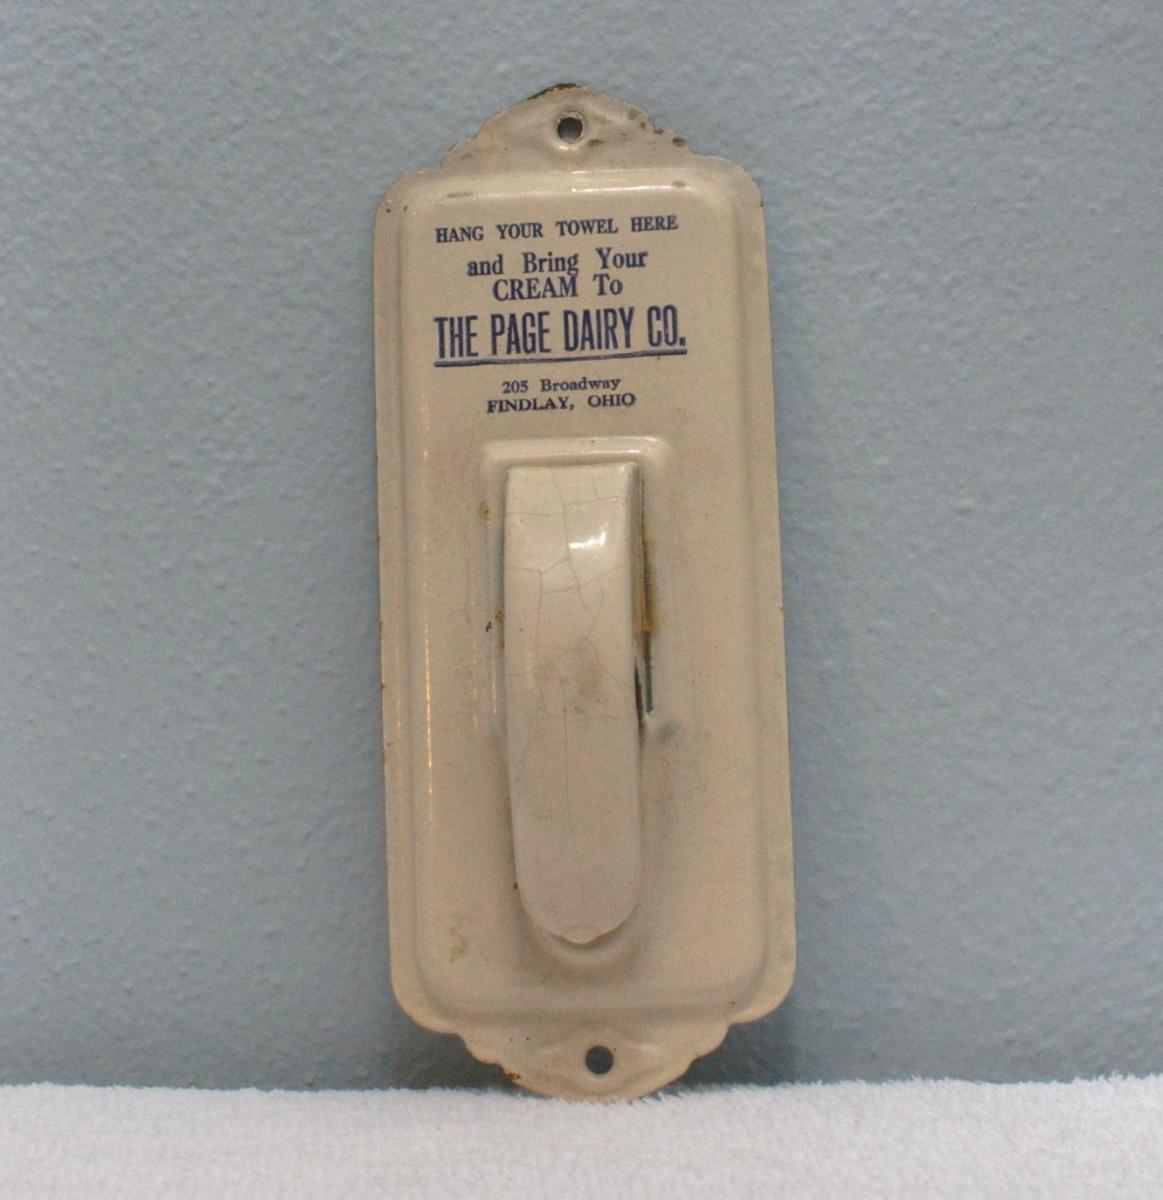 HANG YOUR TOWEL HERE
and Bring Your
CREAM To
THE PAGE DAIRY CO.
205 Broadway
FINDLAY, OHIO